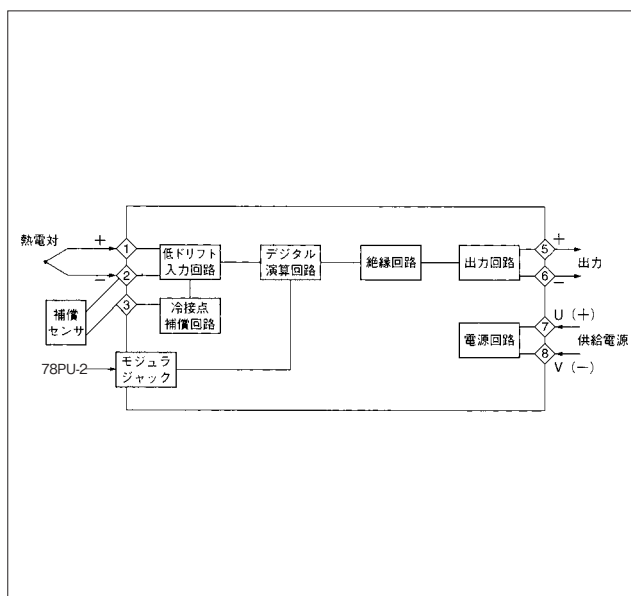 熱電対
+
−
1
2
3
補償
センサ
78PU-2
モジュラ
ジャック
低ドリフト
入力回路
冷接点
補償回路
デジタル
演算回路
絶縁回路
出力回路
電源回路
5
6
7
8
+
−
出力
U (+)
供給電源
V (−)